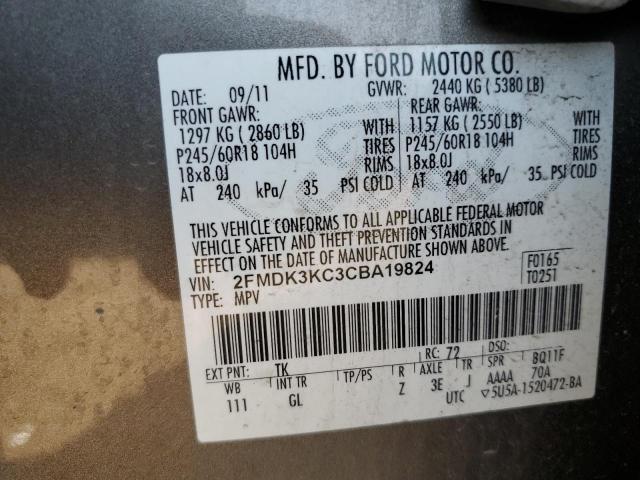 MFD. BY FORD MOTOR CO.
DATE: 09/11 GVWR: 2440 KG ( 5380 LB)
FRONT GAWR: REAR GAWR:
1297 KG ( 2860 LB) WITH 1157 KG ( 2550 LB) WITH
P245/60R18 104H TIRES P245/60R18 104H TIRES
18x8.0J RIMS 18x8.0J RIMS
AT 240 kPa/ 35 PSI COLD AT 240 kPa/ 35 PSI COLD
THIS VEHICLE CONFORMS TO ALL APPLICABLE FEDERAL MOTOR
VEHICLE SAFETY AND THEFT PREVENTION STANDARDS IN
EFFECT ON THE DATE OF MANUFACTURE SHOWN ABOVE.
VIN: 2FMDK3KC3CBA19824 F0165
TYPE: MPV T0251
EXT PNT: TK RC: 72 DSO:
WB INT TR TP/PS R AXLE TR SPR BQ11F
111 GL Z 3E J AAAA 70A
UTC ▽5U5A-1520472-BA